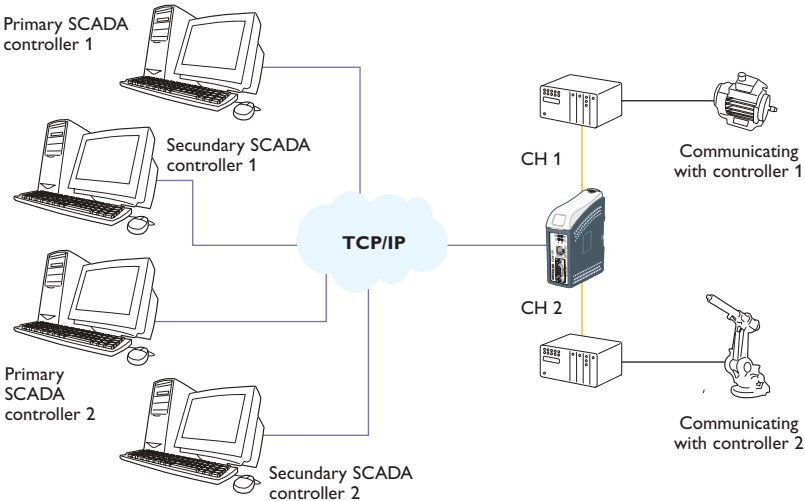 Primary SCADA
controller 1
Secundary SCADA
controller 1
TCP/IP
CH 1
Communicating
with controller 1
CH 2
Primary
SCADA
controller 2
Secundary SCADA
controller 2
Communicating
with controller 2